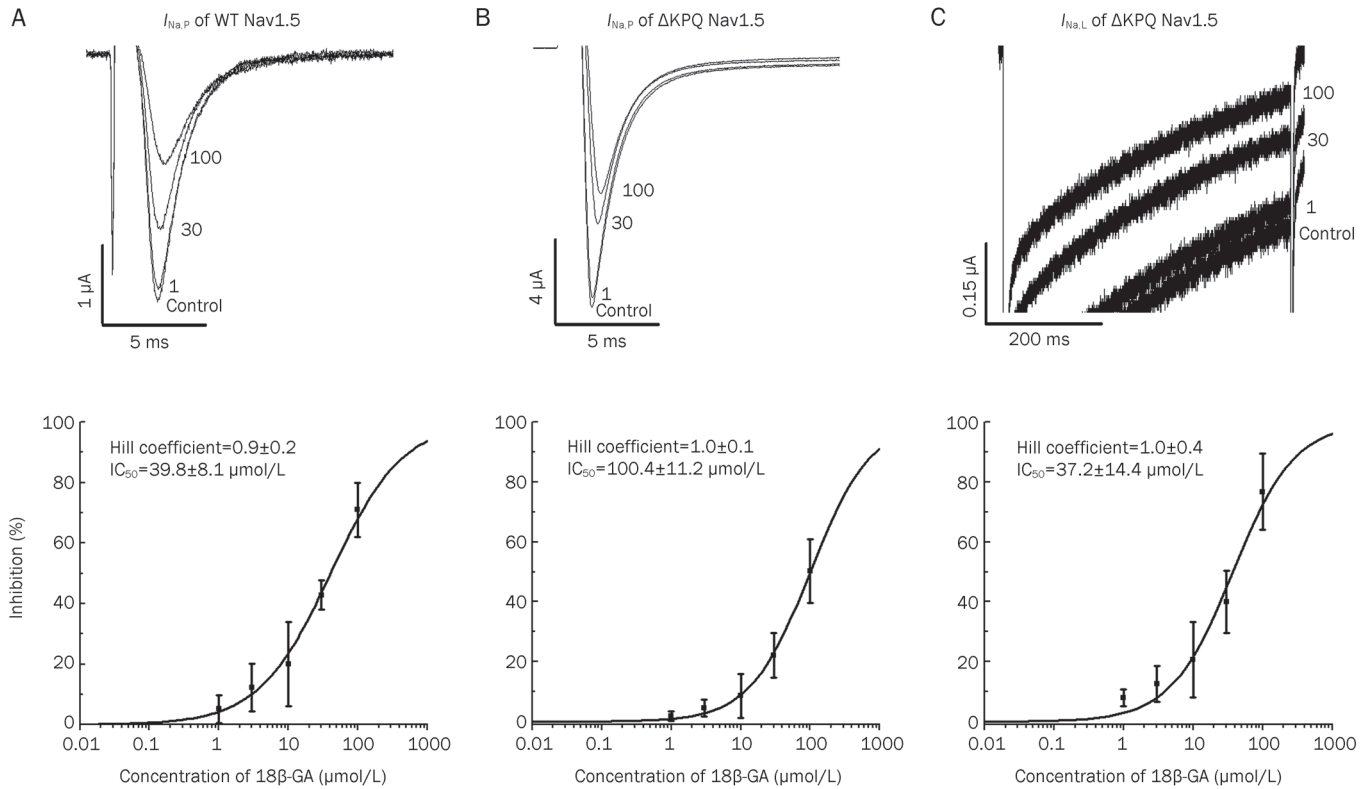 A
I Na,P of WT Nav1.5
100
30
1
Control
1 µA
5 ms
B
I Na,P of ΔKPQ Nav1.5
100
30
1
Control
4 µA
5 ms
C
I Na,L of ΔKPQ Nav1.5
100
30
1
Control
0.15 µA
200 ms
Inhibition (%)
100
80
60
40
20
0
Hill coefficient=0.9±0.2
IC50=39.8±8.1 µmol/L
0.01 0.1 1 10 100 1000
Concentration of 18β-GA (µmol/L)
100
80
60
40
20
0
Hill coefficient=1.0±0.1
IC50=100.4±11.2 µmol/L
0.01 0.1 1 10 100 1000
Concentration of 18β-GA (µmol/L)
100
80
60
40
20
0
Hill coefficient=1.0±0.4
IC50=37.2±14.4 µmol/L
0.01 0.1 1 10 100 1000
Concentration of 18β-GA (µmol/L)